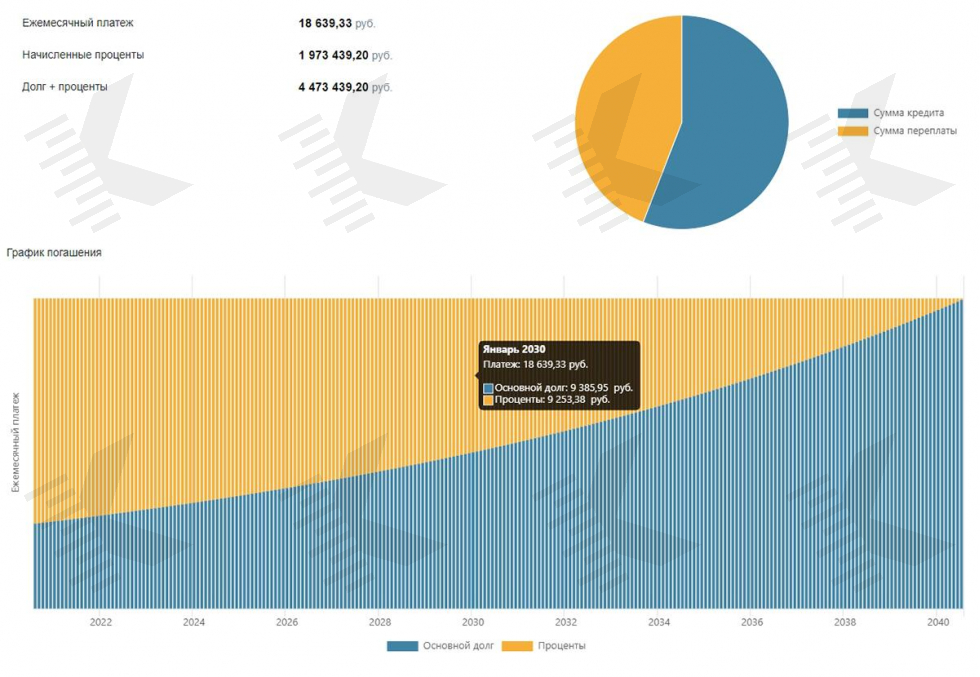 Ежемесячный платеж 18 639,33 руб.
Начисленные проценты 1 973 439,20 руб.
Долг + проценты 4 473 439,20 руб.
Сумма кредита
Сумма переплаты
График погашения
Ежемесячный платеж
Январь 2030
Платеж: 18 639,33 руб.
Основной долг: 9 385,95 руб.
Проценты: 9 253,38 руб.
2022 2024 2026 2028 2030 2032 2034 2036 2038 2040
Основной долг Проценты